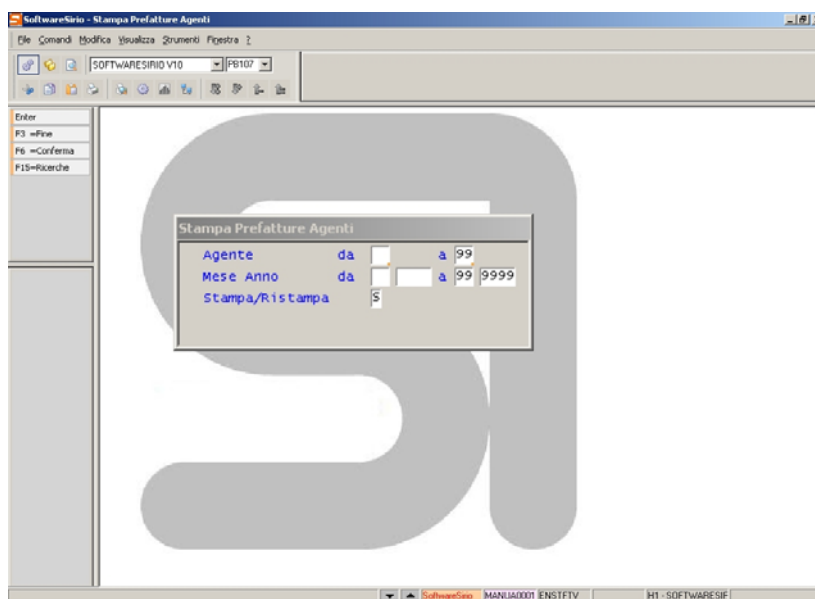 SoftwareSirio - Stampa Prefatture Agenti
File Comandi Modifica Visualizza Strumenti Finestra ?
SOFTWARESIRIO V10 PB107
Enter
F3 =Fine
F6 =Conferma
F15=Ricerche
Stampa Prefatture Agenti
Agente da a 99
Mese Anno da a 99 9999
Stampa/Ristampa S
SoftwareSirio MANUA0001 ENSTFTV H1 - SOFTWARESIF